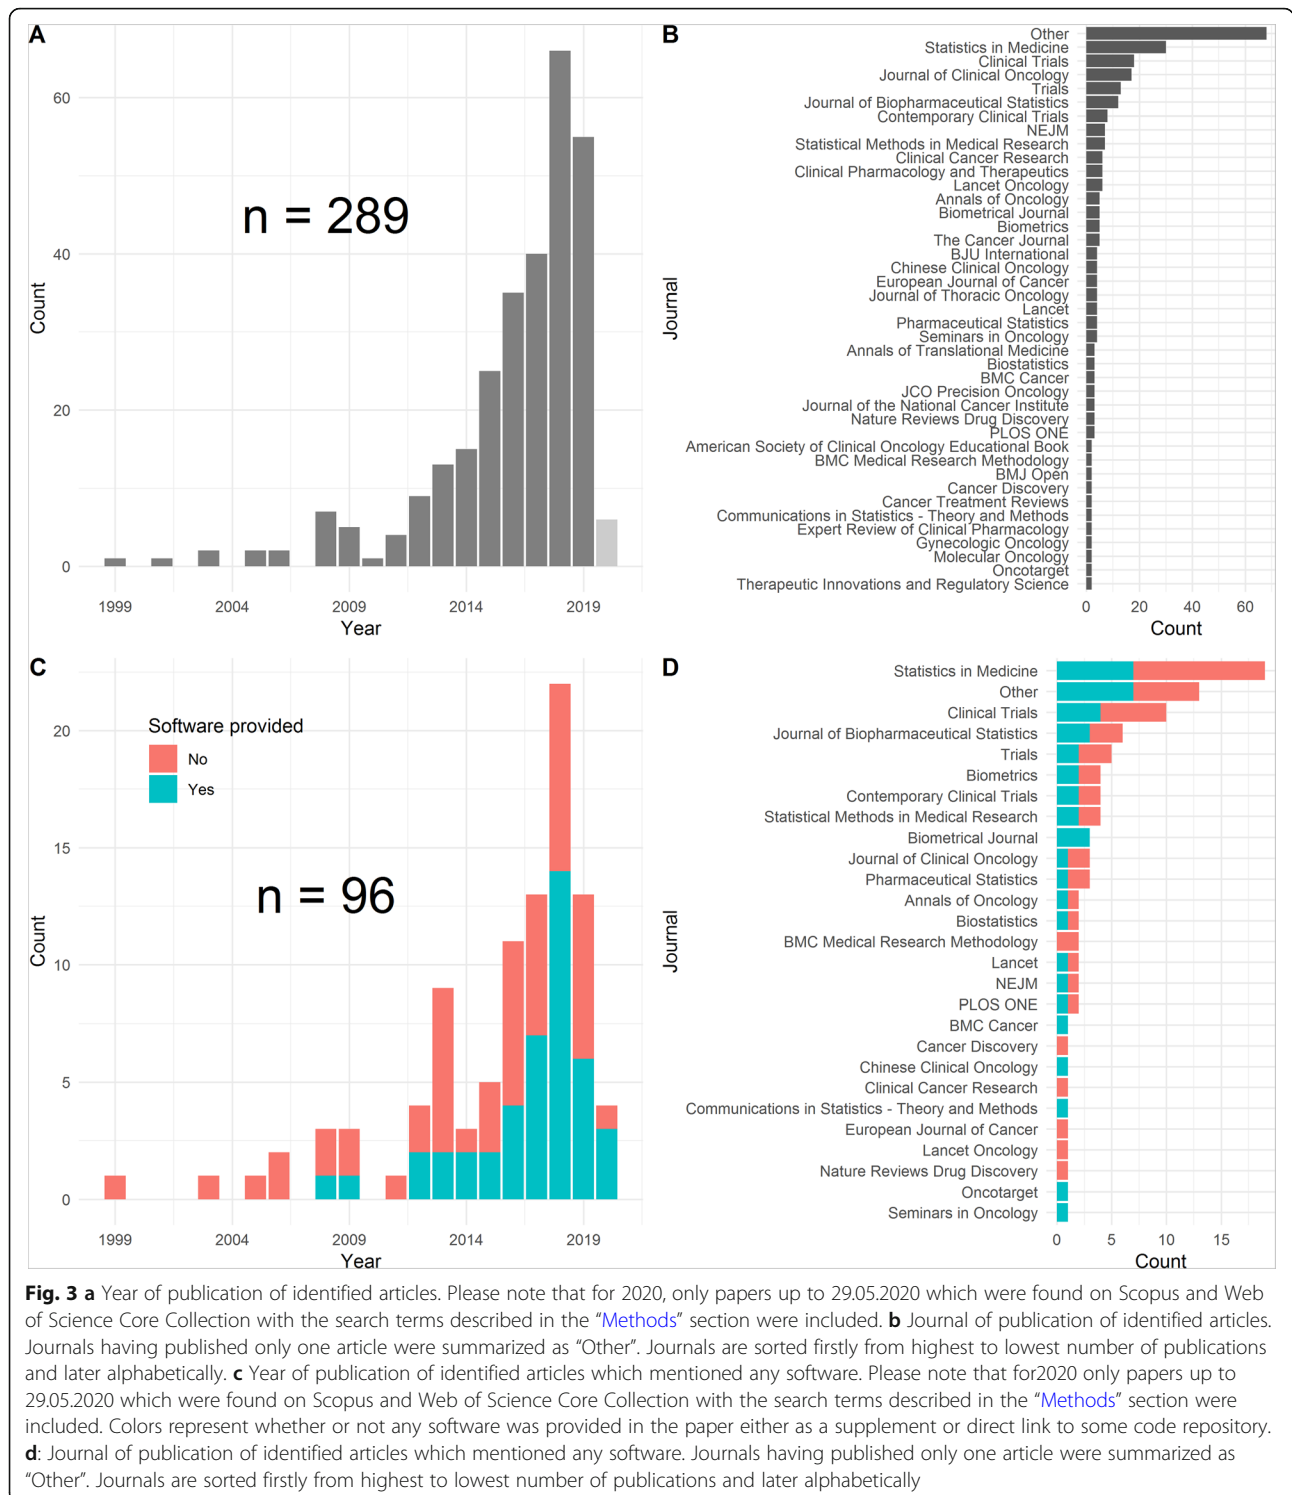 A
60
40
20
0
Count
n = 289
1999 2004 2009 2014 2019
Year
B
Journal
Other
Statistics in Medicine
Clinical Trials
Journal of Clinical Oncology
Trials
Journal of Biopharmaceutical Statistics
Contemporary Clinical Trials
NEJM
Statistical Methods in Medical Research
Clinical Cancer Research
Clinical Pharmacology and Therapeutics
Lancet Oncology
Annals of Oncology
Biometrical Journal
Biometrics
The Cancer Journal
BJU International
Chinese Clinical Oncology
European Journal of Cancer
Journal of Thoracic Oncology
Lancet
Pharmaceutical Statistics
Seminars in Oncology
Annals of Translational Medicine
Biostatistics
BMC Cancer
JCO Precision Oncology
Journal of the National Cancer Institute
Nature Reviews Drug Discovery
PLOS ONE
American Society of Clinical Oncology Educational Book
BMC Medical Research Methodology
BMJ Open
Cancer Discovery
Cancer Treatment Reviews
Communications in Statistics - Theory and Methods
Expert Review of Clinical Pharmacology
Gynecologic Oncology
Molecular Oncology
Oncotarget
Therapeutic Innovations and Regulatory Science
0 20 40 60
Count
C
20
15
10
5
0
Count
Software provided
No
Yes
n = 96
1999 2004 2009 2014 2019
Year
D
Journal
Statistics in Medicine
Other
Clinical Trials
Journal of Biopharmaceutical Statistics
Trials
Biometrics
Contemporary Clinical Trials
Statistical Methods in Medical Research
Biometrical Journal
Journal of Clinical Oncology
Pharmaceutical Statistics
Annals of Oncology
Biostatistics
BMC Medical Research Methodology
Lancet
NEJM
PLOS ONE
BMC Cancer
Cancer Discovery
Chinese Clinical Oncology
Clinical Cancer Research
Communications in Statistics - Theory and Methods
European Journal of Cancer
Lancet Oncology
Nature Reviews Drug Discovery
Oncotarget
Seminars in Oncology
0 5 10 15
Count
Fig. 3 a Year of publication of identified articles. Please note that for 2020, only papers up to 29.05.2020 which were found on Scopus and Web
of Science Core Collection with the search terms described in the “Methods” section were included. b Journal of publication of identified articles.
Journals having published only one article were summarized as “Other”. Journals are sorted firstly from highest to lowest number of publications
and later alphabetically. c Year of publication of identified articles which mentioned any software. Please note that for2020 only papers up to
29.05.2020 which were found on Scopus and Web of Science Core Collection with the search terms described in the “Methods” section were
included. Colors represent whether or not any software was provided in the paper either as a supplement or direct link to some code repository.
d: Journal of publication of identified articles which mentioned any software. Journals having published only one article were summarized as
“Other”. Journals are sorted firstly from highest to lowest number of publications and later alphabetically